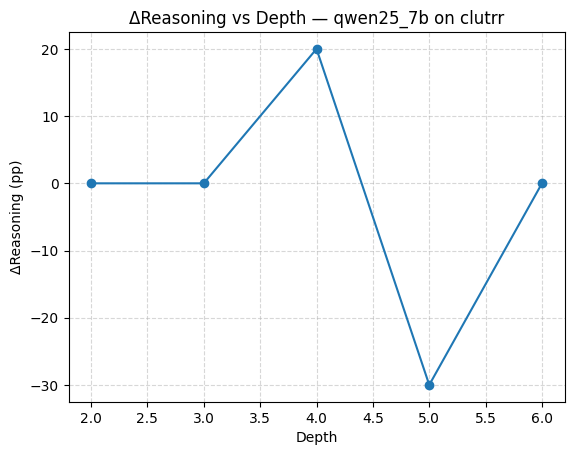 ΔReasoning vs Depth — qwen25_7b on clutrr
ΔReasoning (pp)
20
10
0
−10
−20
−30
2.0 2.5 3.0 3.5 4.0 4.5 5.0 5.5 6.0
Depth